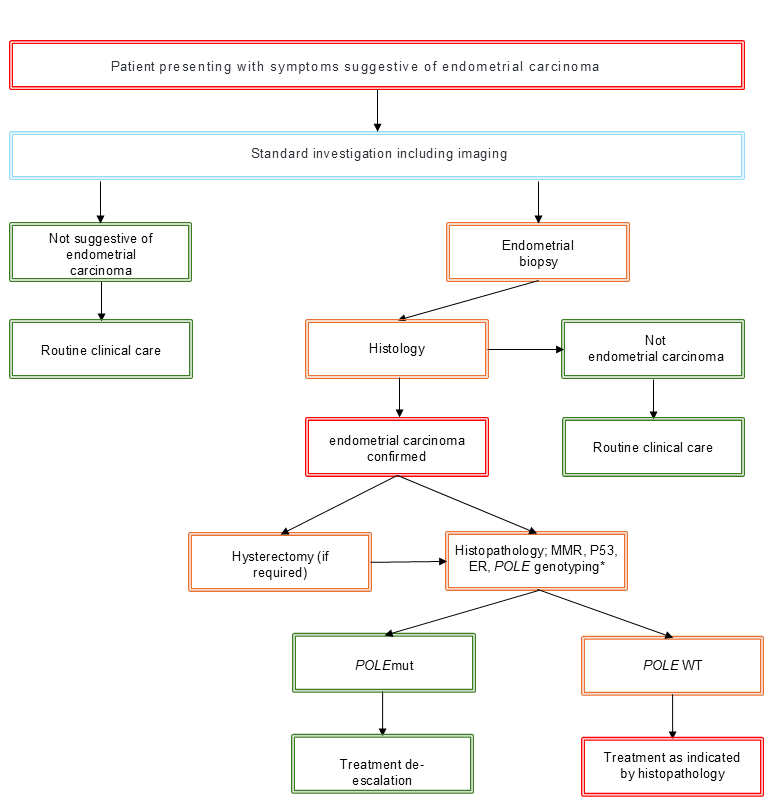 Patient presenting with symptoms suggestive of endometrial carcinoma
Standard investigation including imaging
Not suggestive of
endometrial
carcinoma
Endometrial
biopsy
Routine clinical care
Histology
Not
endometrial carcinoma
endometrial carcinoma
confirmed
Routine clinical care
Hysterectomy (if
required)
Histopathology; MMR, P53,
ER, POLE genotyping*
POLEmut
POLE WT
Treatment de-
escalation
Treatment as indicated
by histopathology